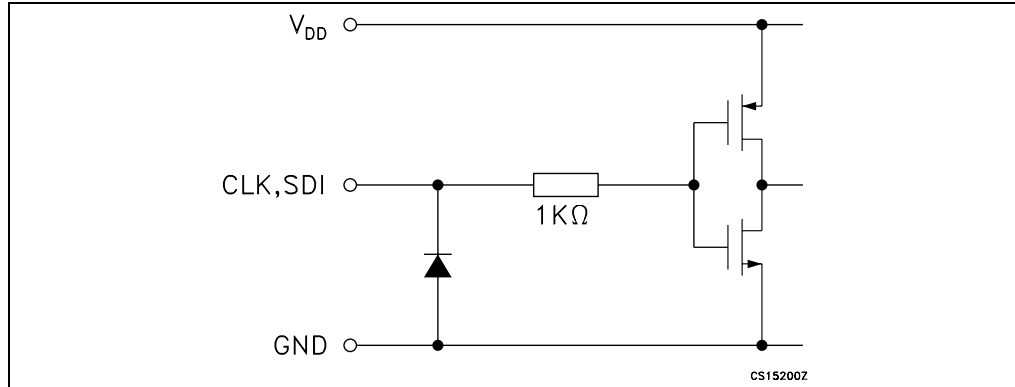 VDD
CLK,SDI
1KΩ
GND
CS15200Z